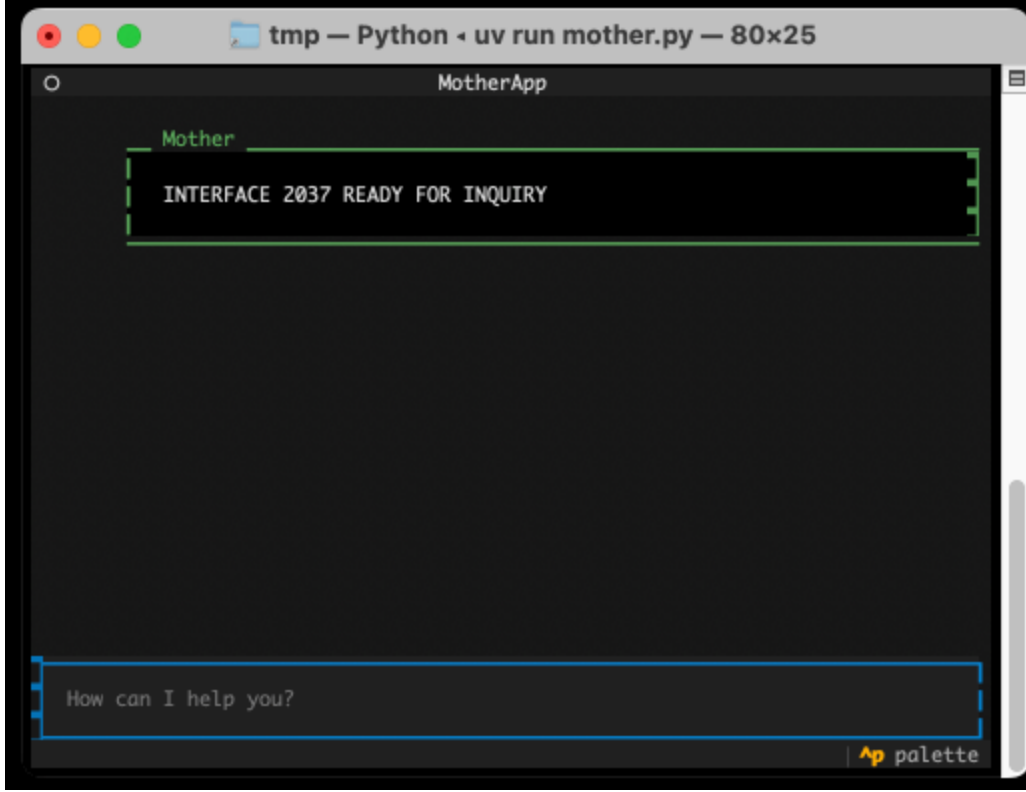 tmp — Python ◂ uv run mother.py — 80×25
MotherApp
Mother
INTERFACE 2037 READY FOR INQUIRY
How can I help you?
^p palette